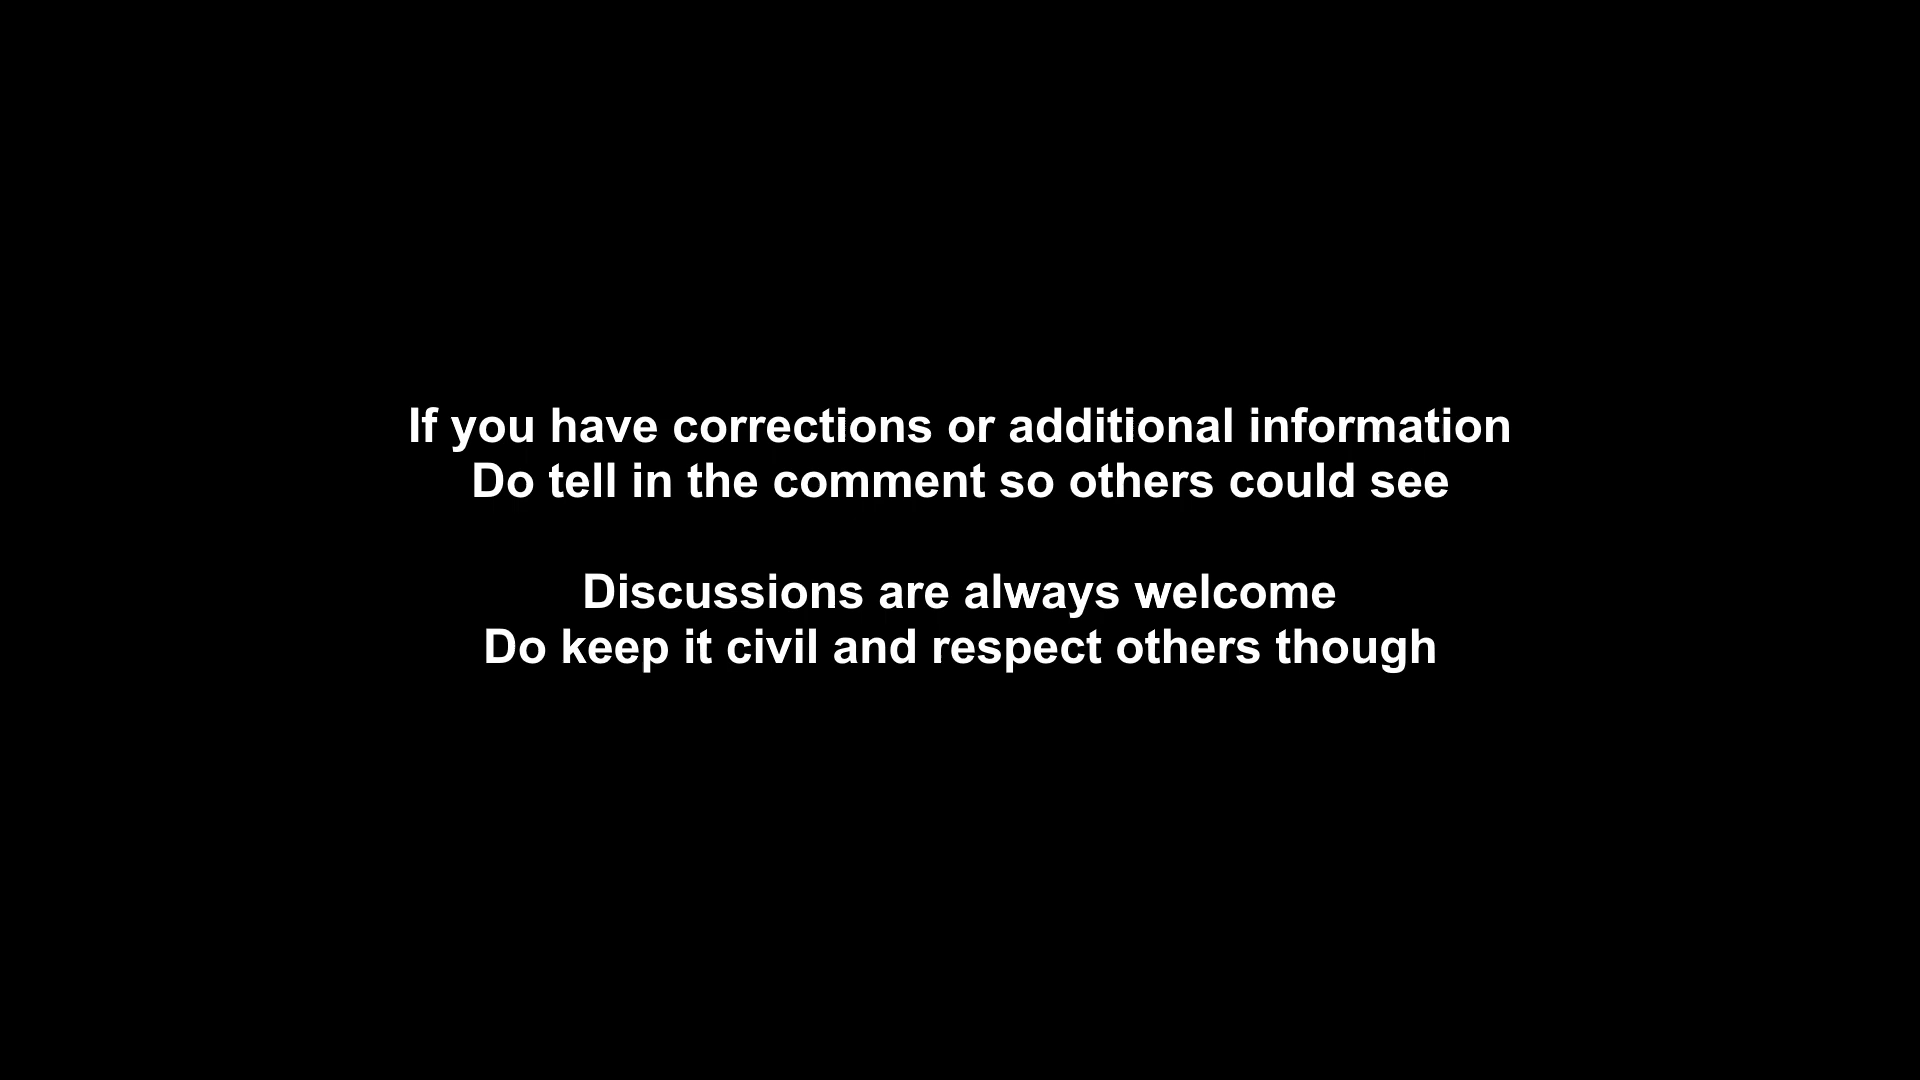 If you have corrections or additional information
Do tell in the comment so others could see
Discussions are always welcome
Do keep it civil and respect others though